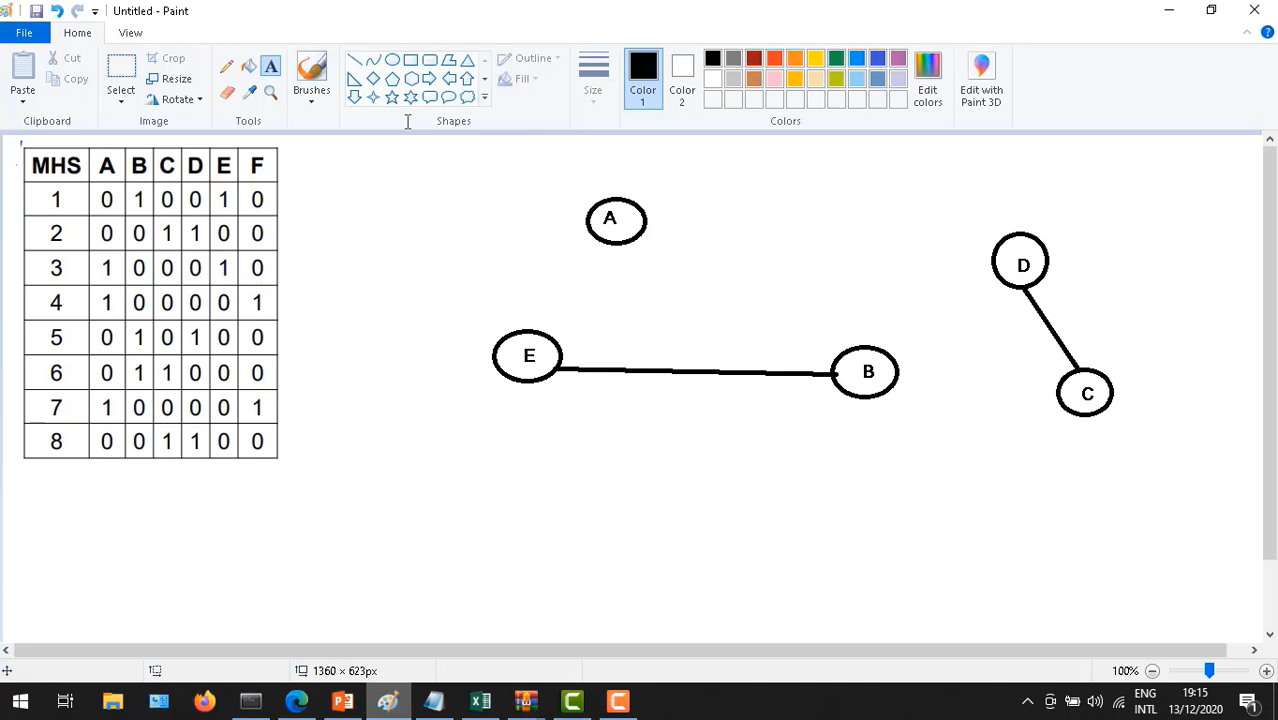 Untitled - Paint
File Home View
Paste
Cut
Copy
Clipboard
Select
Crop
Resize
Rotate
Image
Tools
Brushes
Shapes
Outline
Fill
Size
Color 1
Color 2
Edit colors
Colors
Edit with Paint 3D
MHS A B C D E F
1 0 1 0 0 1 0
2 0 0 1 1 0 0
3 1 0 0 0 1 0
4 1 0 0 0 0 1
5 0 1 0 1 0 0
6 0 1 1 0 0 0
7 1 0 0 0 0 1
8 0 0 1 1 0 0
A
D
E
B
C
1360 × 623px
100%
ENG
INTL
19:15
13/12/2020